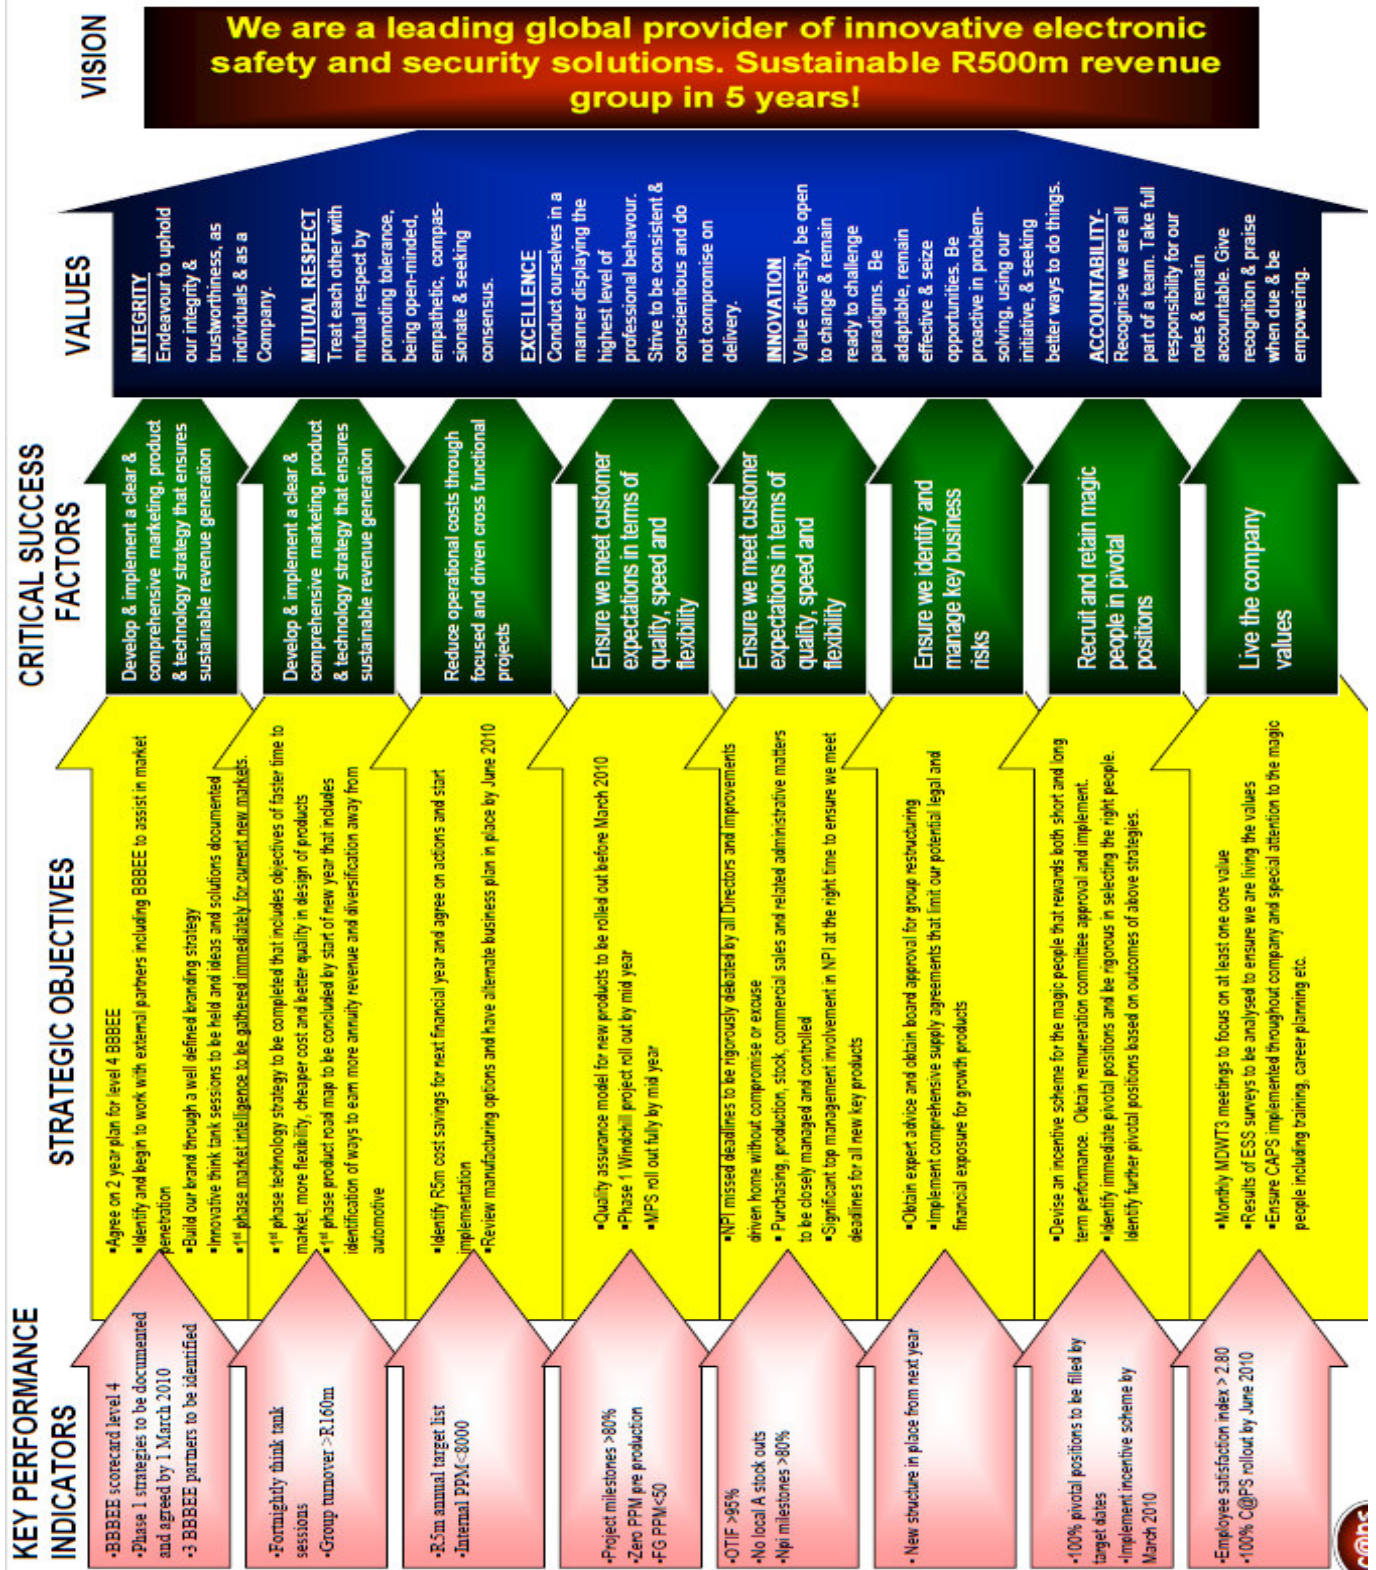 VISION
We are a leading global provider of innovative electronic
safety and security solutions. Sustainable R500m revenue
group in 5 years!
VALUES
INTEGRITY
Endeavour to uphold
our integrity &
trustworthiness, as
individuals & as a
Company.
MUTUAL RESPECT
Treat each other with
mutual respect by
promoting tolerance,
being open-minded,
empathetic, compas-
sionate & seeking
consensus.
EXCELLENCE
Conduct ourselves in a
manner displaying the
highest level of
professional behavour.
Strive to be consistent &
conscientious and do
not compromise on
delivery.
INNOVATION
Value diversity, be open
to change & remain
ready to challenge
paradigms. Be
adaptable, remain
effective & seize
opportunities. Be
proactive in problem-
solving, using our
initiative, & seeking
better ways to do things.
ACCOUNTABILITY-
Recognise we are all
part of a team. Take full
responsibility for our
roles & remain
accountable. Give
recognition & praise
when due & be
empowering.
CRITICAL SUCCESS
FACTORS
Develop & implement a clear &
comprehensive marketing, product
& technology strategy that ensures
sustainable revenue generation
Develop & implement a clear &
comprehensive marketing, product
& technology strategy that ensures
sustainable revenue generation
Reduce operational costs through
focused and driven cross functional
projects
Ensure we meet customer
expectations in terms of
quality, speed and
flexibility
Ensure we meet customer
expectations in terms of
quality, speed and
flexibility
Ensure we identify and
manage key business
risks
Recruit and retain magic
people in pivotal
positions
Live the company
values
STRATEGIC OBJECTIVES
▪Agree on 2 year plan for level 4 BBBEE
▪Identify and begin to work with external partners including BBBEE to assist in market
penetration
▪Build our brand through a well defined branding strategy
▪Innovative think tank sessions to be held and ideas and solutions documented
▪1st phase market intelligence to be gathered immediately for current new markets.
▪1st phase technology strategy to be completed that includes objectives of faster time to
market, more flexibility, cheaper cost and better quality in design of products
▪1st phase product road map to be concluded by start of new year that includes
identification of ways to earn more annuity revenue and diversification away from
automotive
▪Identify R5m cost savings for next financial year and agree on actions and start
implementation
▪Review manufacturing options and have alternate business plan in place by June 2010
▪Quality assurance model for new products to be rolled out before March 2010
▪Phase 1 Windchill project roll out by mid year
▪MPS roll out fully by mid year
▪NPI missed deadlines to be rigorously debated by all Directors and improvements
driven home without compromise or excuse
▪ Purchasing, production, stock, commercial sales and related administrative matters
to be closely managed and controlled
▪Significant top management involvement in NPI at the right time to ensure we meet
deadlines for all new key products
▪Obtain expert advice and obtain board approval for group restructuring
▪Implement comprehensive supply agreements that limit our potential legal and
financial exposure for growth products
▪Devise an incentive scheme for the magic people that rewards both short and long
term performance. Obtain remuneration committee approval and implement.
▪Identify immediate pivotal positions and be rigorous in selecting the right people.
Identify further pivotal positions based on outcomes of above strategies.
▪Monthly MDWT3 meetings to focus on at least one core value
▪Results of ESS surveys to be analysed to ensure we are living the values
▪Ensure CAPS implemented throughout company and special attention to the magic
people including training, career planning etc.
KEY PERFORMANCE
INDICATORS
•BBBEE scorecard level 4
•Phase 1 strategies to be documented
and agreed by 1 March 2010
•3 BBBEE partners to be identified
•Fortnightly think tank
sessions
•Group turnover >R160m
•R5m annual target list
•Internal PPM<8000
•Project milestones >80%
•Zero PPM pre production
•FG PPM<50
•OTIF >95%
•No local A stock outs
•Npi milestones >80%
• New structure in place from next year
•100% pivotal positions to be filled by
target dates
•Implement incentive scheme by
March 2010
•Employee satisfaction index > 2.80
•100% C@PS rollout by June 2010
c@ps